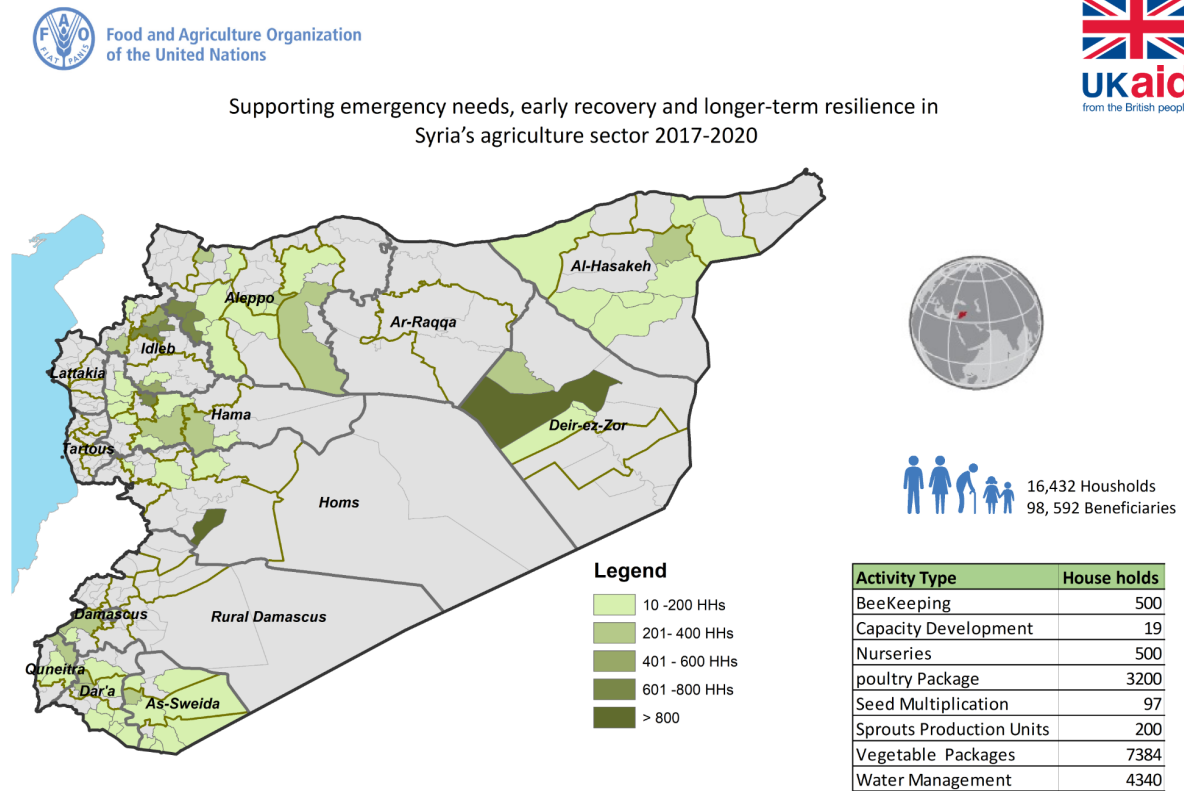 FAO
FIAT PANIS
Food and Agriculture Organization
of the United Nations
UKaid
from the British people
Supporting emergency needs, early recovery and longer-term resilience in
Syria's agriculture sector 2017-2020
Al-Hasakeh
Aleppo
Ar-Raqqa
Idleb
Lattakia
Hama
Deir-ez-Zor
Tartous
Homs
16,432 Housholds
98, 592 Beneficiaries
Damascus
Rural Damascus
Quneitra
Dar'a
As-Sweida
Legend
10 -200 HHs
201- 400 HHs
401 - 600 HHs
601 -800 HHs
> 800
Activity Type House holds
BeeKeeping 500
Capacity Development 19
Nurseries 500
poultry Package 3200
Seed Multiplication 97
Sprouts Production Units 200
Vegetable Packages 7384
Water Management 4340